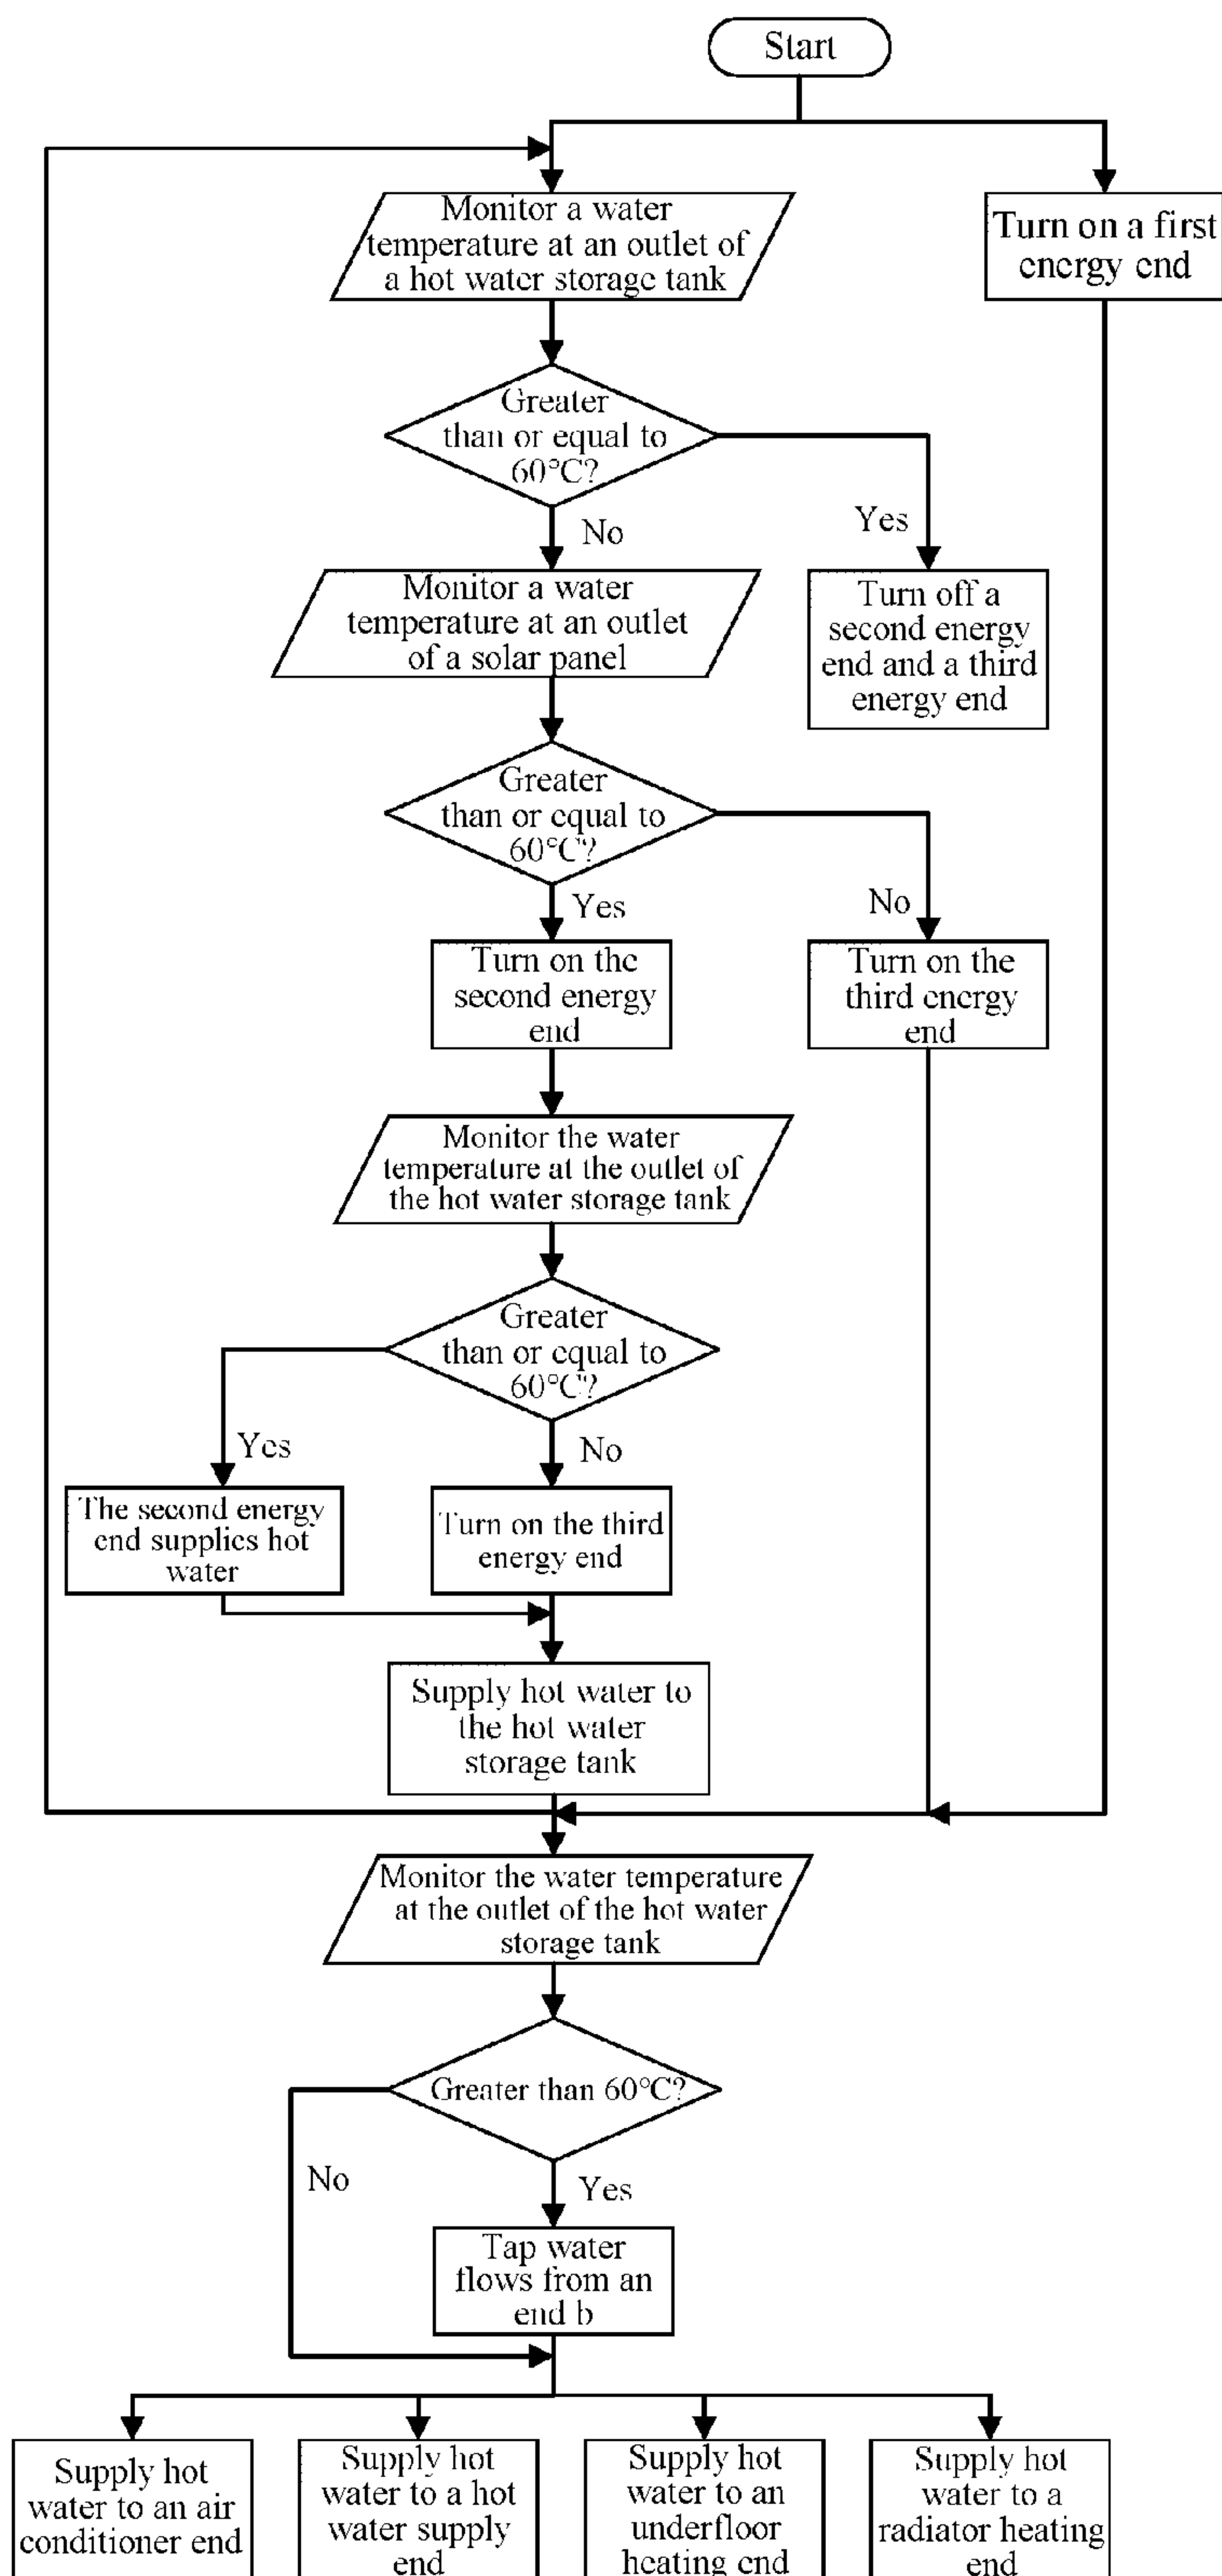 Start
Monitor a water
temperature at an outlet of
a hot water storage tank
Turn on a first
energy end
Greater
than or equal to
60°C?
No
Yes
Monitor a water
temperature at an outlet
of a solar panel
Turn off a
second energy
end and a third
energy end
Greater
than or equal to
60°C?
Yes
No
Turn on the
second energy
end
Turn on the
third energy
end
Monitor the water
temperature at the outlet of
the hot water storage tank
Greater
than or equal to
60°C?
Yes
No
The second energy
end supplies hot
water
Turn on the third
energy end
Supply hot water to
the hot water
storage tank
Monitor the water temperature
at the outlet of the hot water
storage tank
Greater than 60°C?
No
Yes
Tap water
flows from an
end b
Supply hot
water to an air
conditioner end
Supply hot
water to a hot
water supply
end
Supply hot
water to an
underfloor
heating end
Supply hot
water to a
radiator heating
end